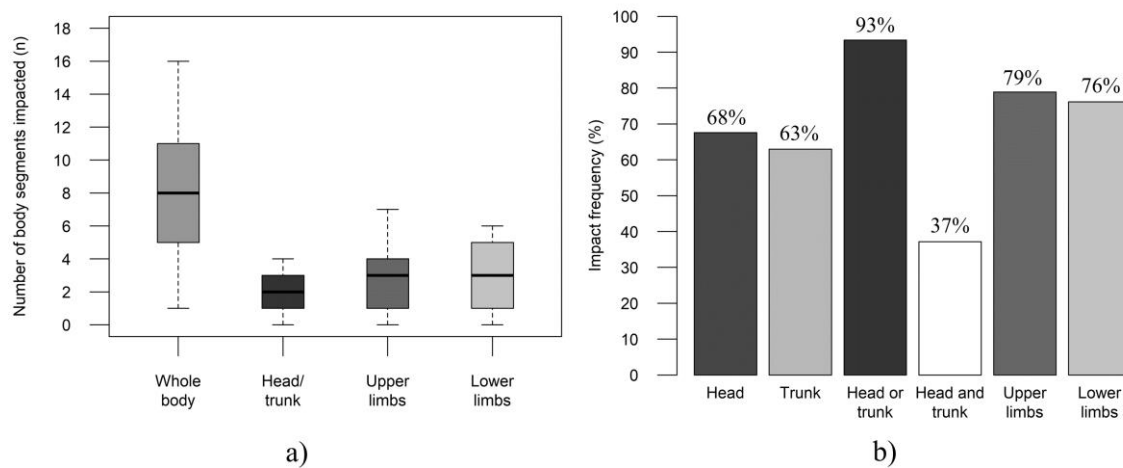 Number of body segments impacted (n)
18
16
14
12
10
8
6
4
2
0
Whole
body
Head/
trunk
Upper
limbs
Lower
limbs
a)
Impact frequency (%)
100
90
80
70
60
50
40
30
20
10
0
68%
63%
93%
37%
79%
76%
Head
Trunk
Head or
trunk
Head and
trunk
Upper
limbs
Lower
limbs
b)